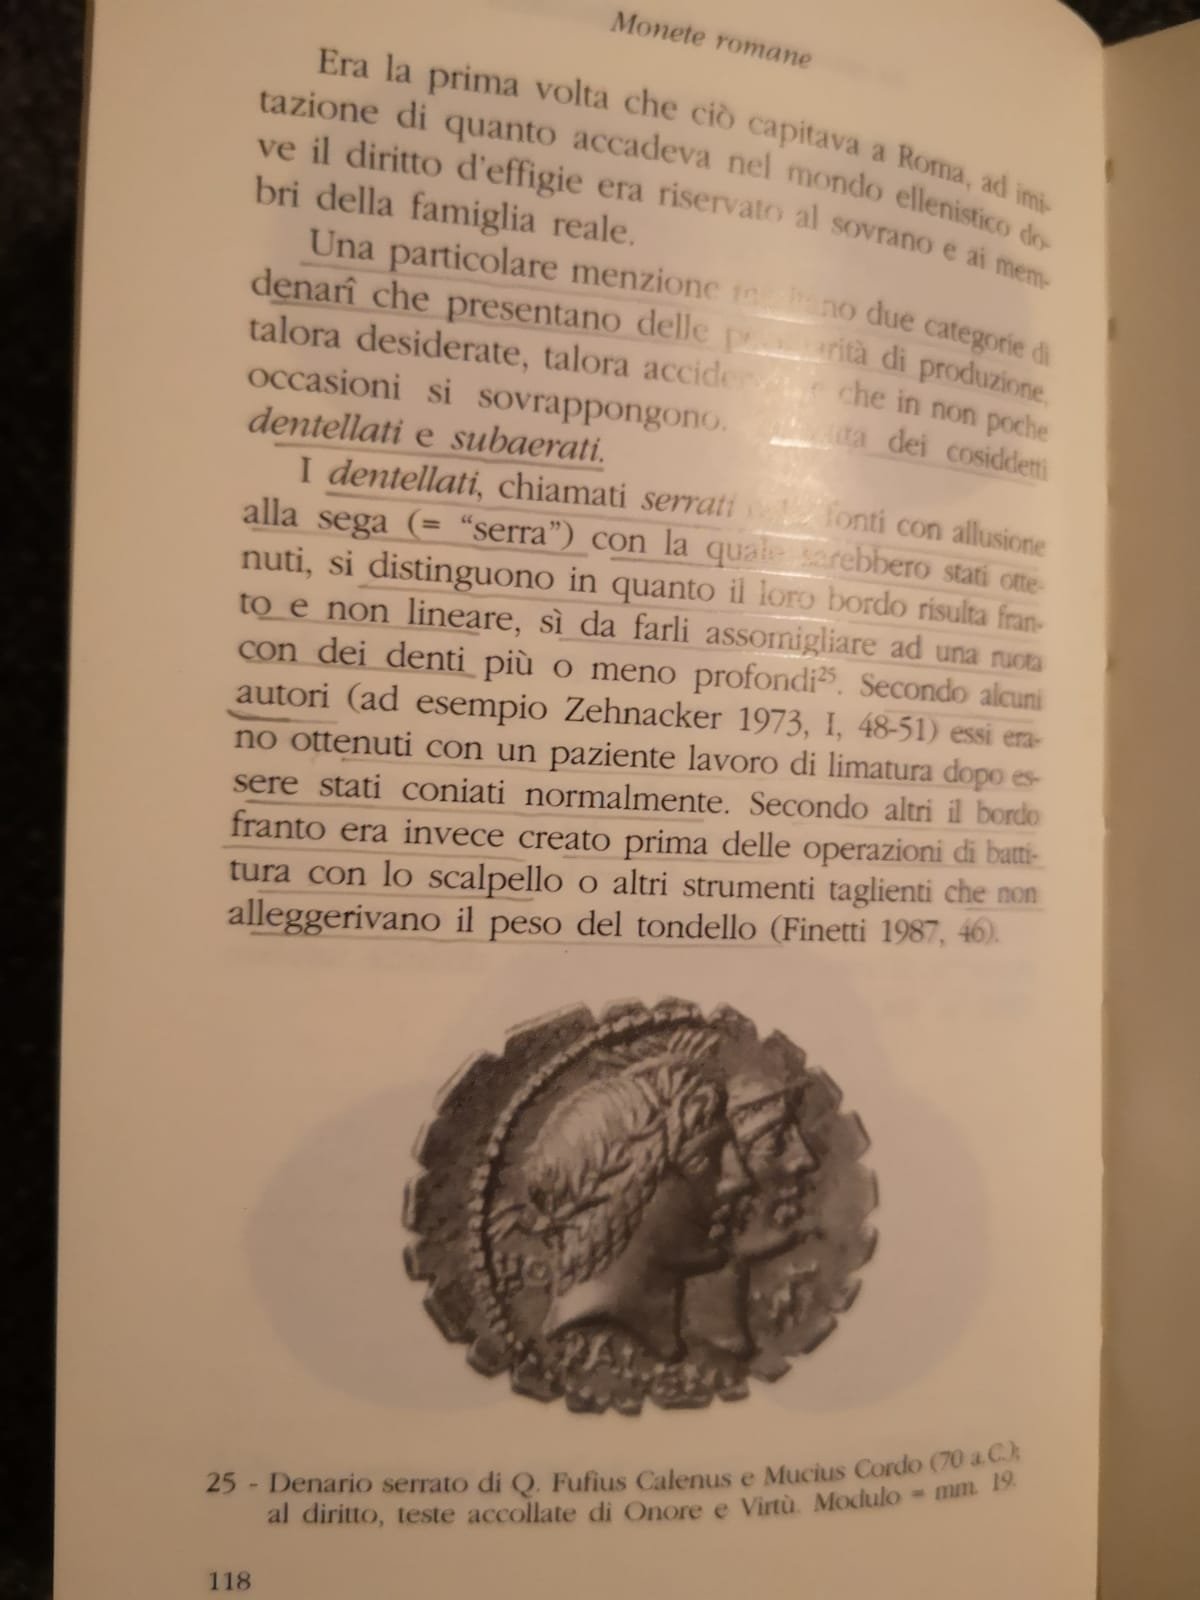 Monete romane
Era la prima volta che ciò capitava a Roma, ad imi-
tazione di quanto accadeva nel mondo ellenistico do-
ve il diritto d'effigie era riservato al sovrano e ai mem-
bri della famiglia reale.
Una particolare menzione due categorie di
denarî che presentano delle di produzione,
talora desiderate, talora che in non poche
occasioni si sovrappongono. dei cosiddetti
dentellati e subaerati.
I dentellati, chiamati serrati fonti con allusione
alla sega (= “serra”) con la quale sarebbero stati otte-
nuti, si distinguono in quanto il loro bordo risulta fran-
to e non lineare, sì da farli assomigliare ad una ruota
con dei denti più o meno profondi²⁵. Secondo alcuni
autori (ad esempio Zehnacker 1973, I, 48-51) essi era-
no ottenuti con un paziente lavoro di limatura dopo es-
sere stati coniati normalmente. Secondo altri il bordo
franto era invece creato prima delle operazioni di batti-
tura con lo scalpello o altri strumenti taglienti che non
alleggerivano il peso del tondello (Finetti 1987, 46).
HO
25 - Denario serrato di Q. Fufius Calenus e Mucius Cordo (70 a.C.);
al diritto, teste accollate di Onore e Virtù. Modulo = mm. 19.
118